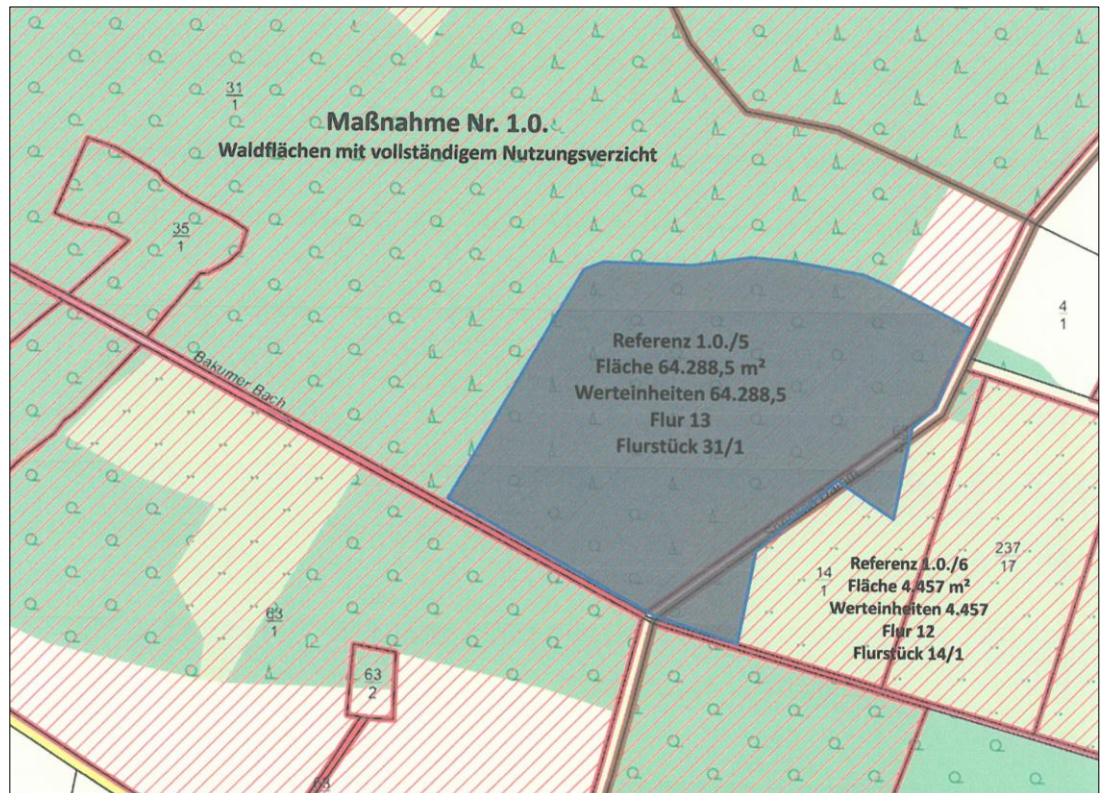 31
1
Maßnahme Nr. 1.0.
Waldflächen mit vollständigem Nutzungsverzicht
35
1
4
1
Bakumer Bach
Referenz 1.0./5
Fläche 64.288,5 m²
Werteinheiten 64.288,5
Flur 13
Flurstück 31/1
237
17
14
1
Referenz 1.0./6
Fläche 4.457 m²
Werteinheiten 4.457
Flur 12
Flurstück 14/1
63
1
63
2
63